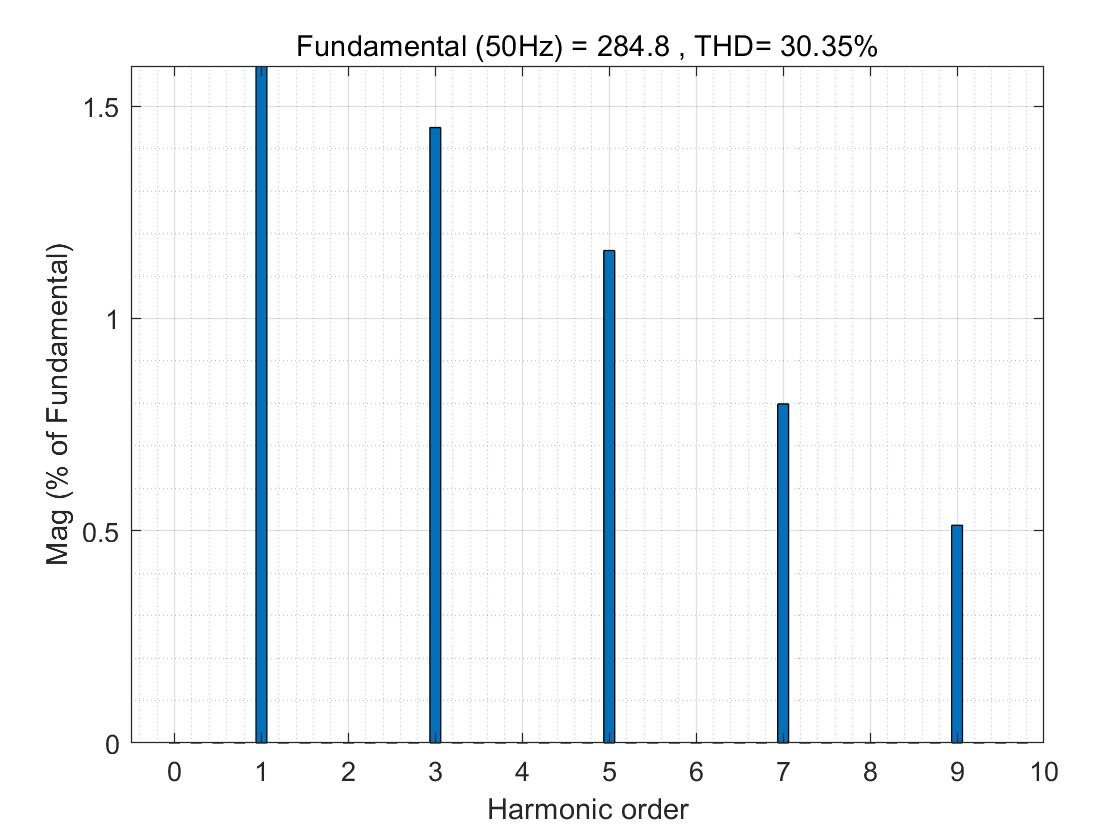 Fundamental (50Hz) = 284.8 , THD= 30.35%
1.5
1
0.5
0
Mag (% of Fundamental)
0 1 2 3 4 5 6 7 8 9 10
Harmonic order